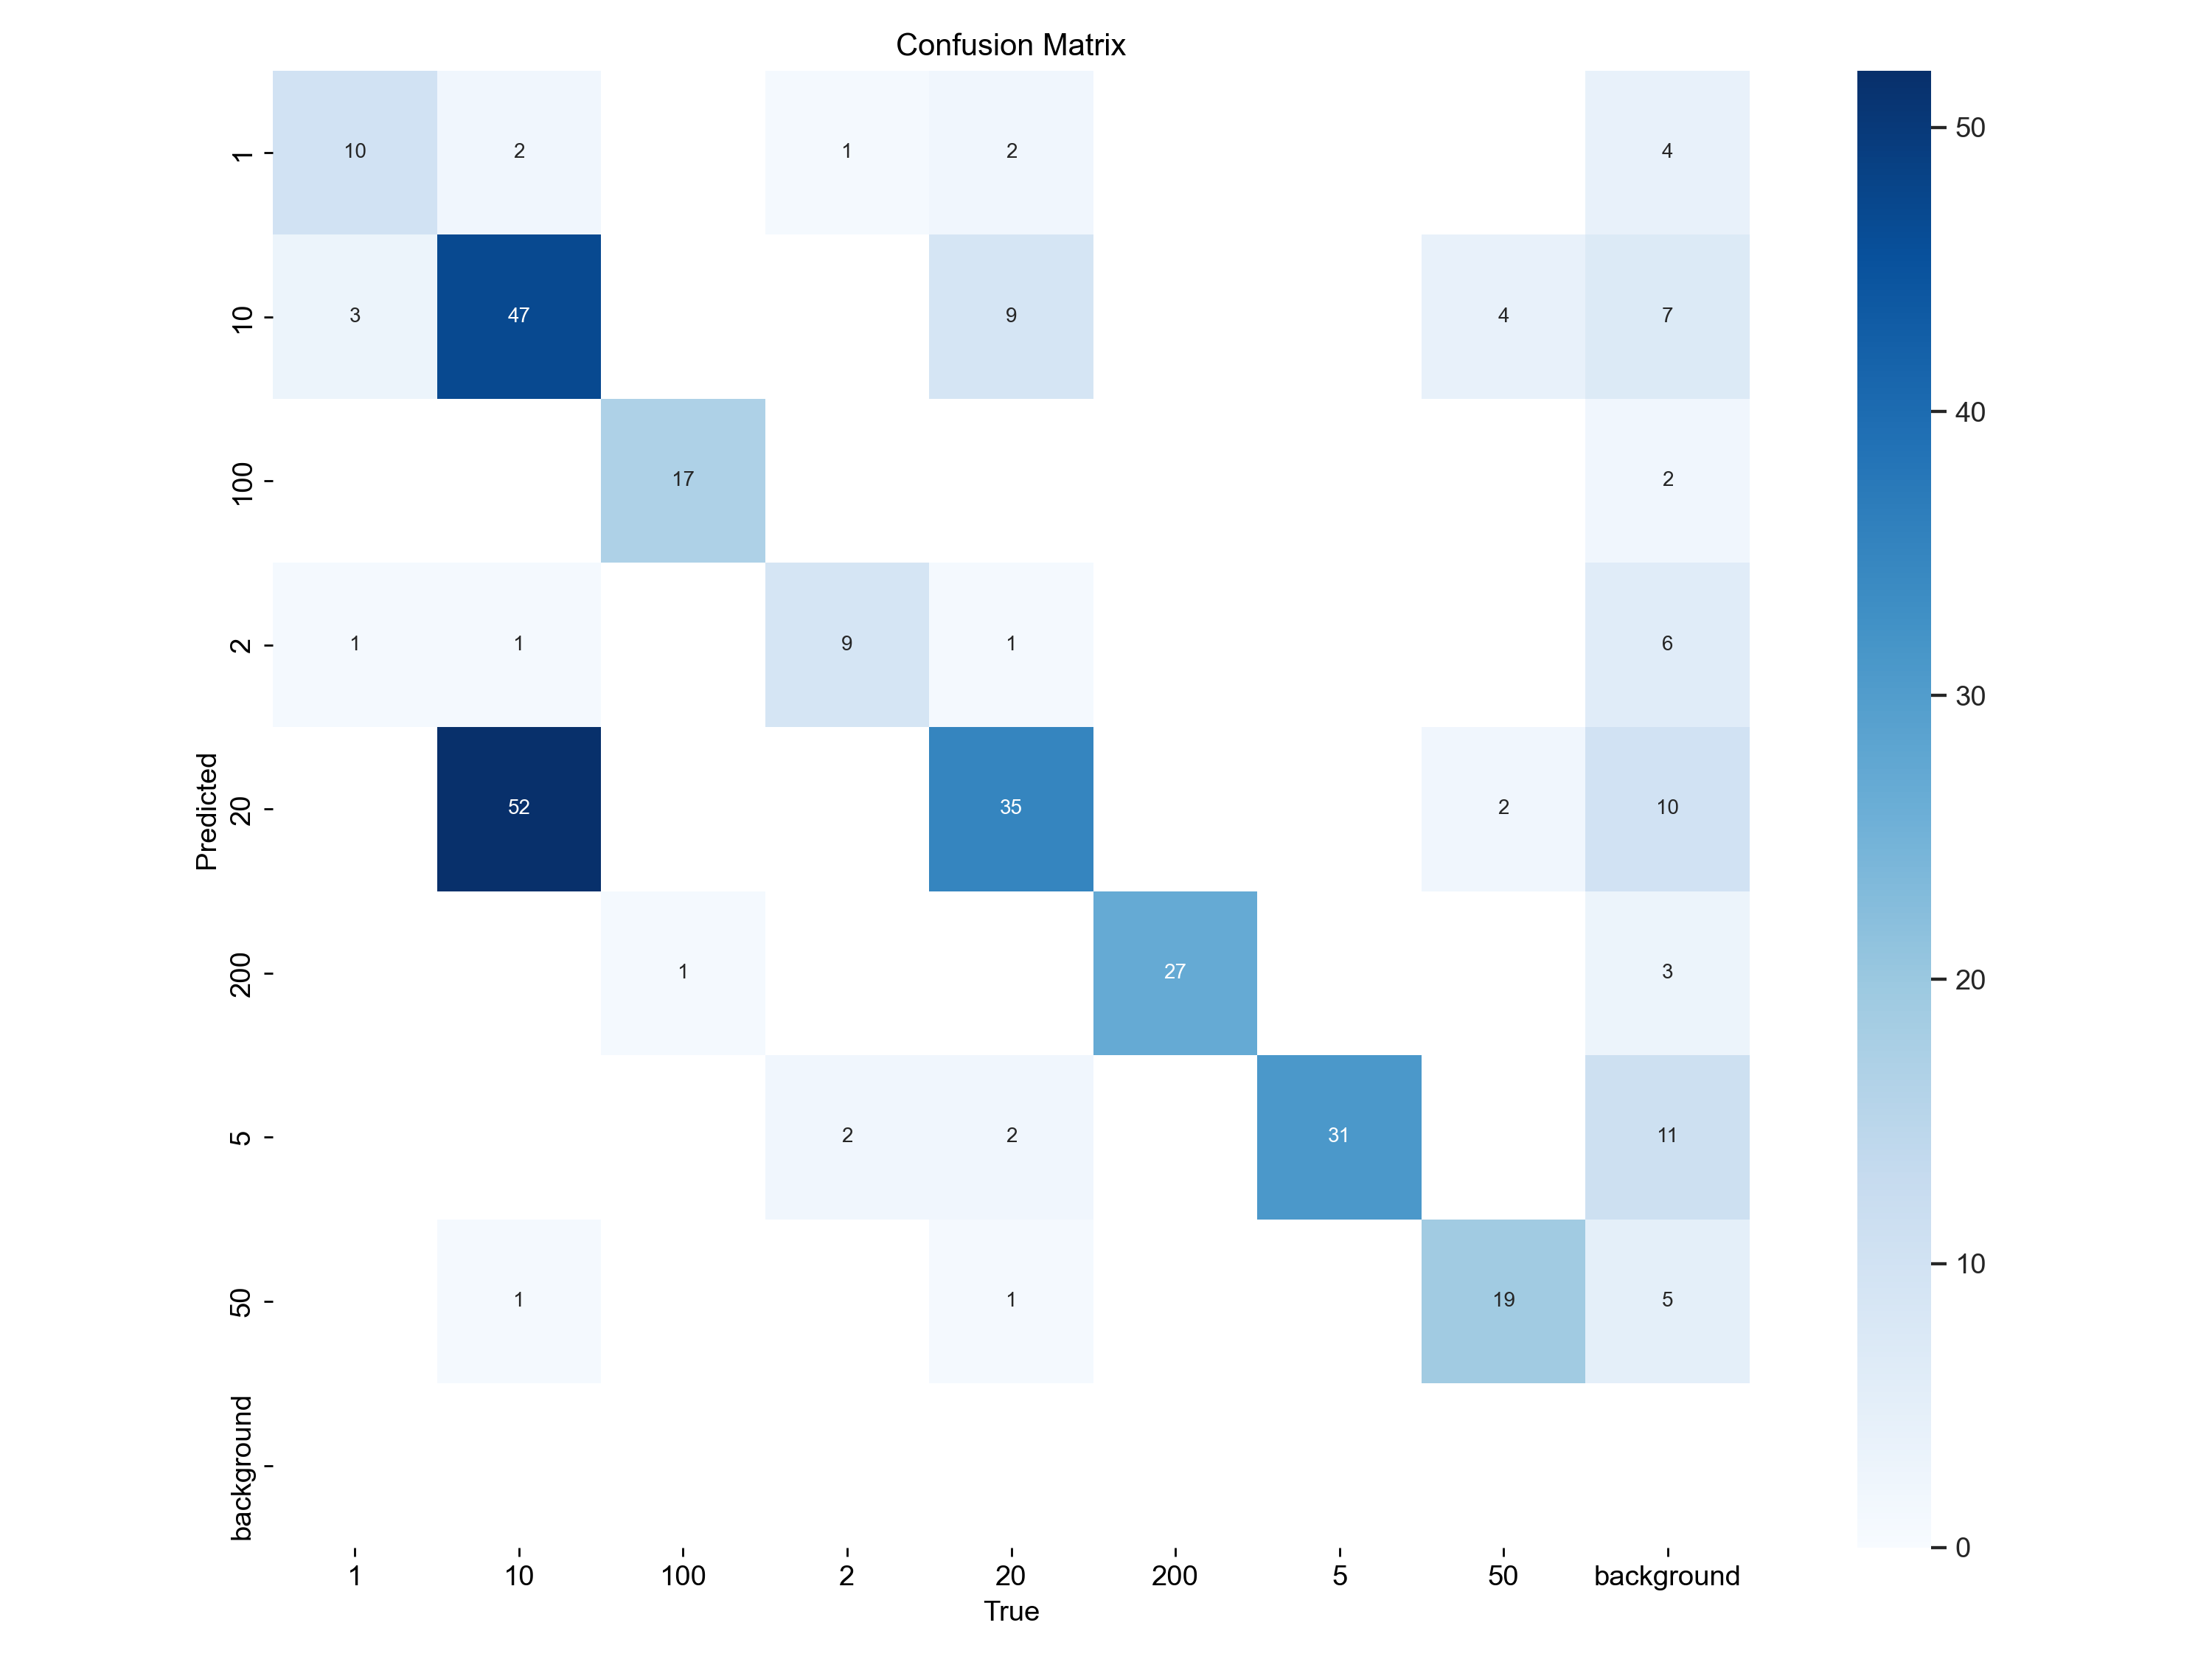 Confusion Matrix
1 10 2 1 2 4
10 3 47 9 4 7
100 17 2
2 1 1 9 1 6
20 52 35 2 10
200 1 27 3
5 2 2 31 11
50 1 1 19 5
background
Predicted
1 10 100 2 20 200 5 50 background
True
50
40
30
20
10
0